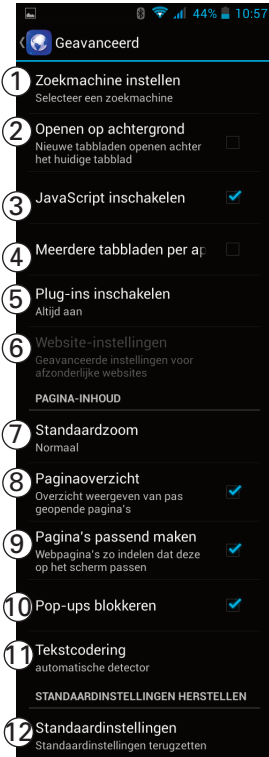 44% 10:57
Geavanceerd
1 Zoekmachine instellen
Selecteer een zoekmachine
2 Openen op achtergrond
Nieuwe tabbladen openen achter
het huidige tabblad
3 JavaScript inschakelen
4 Meerdere tabbladen per ap
5 Plug-ins inschakelen
Altijd aan
6 Website-instellingen
Geavanceerde instellingen voor
afzonderlijke websites
PAGINA-INHOUD
7 Standaardzoom
Normaal
8 Paginaoverzicht
Overzicht weergeven van pas
geopende pagina's
9 Pagina's passend maken
Webpagina's zo indelen dat deze
op het scherm passen
10 Pop-ups blokkeren
11 Tekstcodering
automatische detector
STANDAARDINSTELLINGEN HERSTELLEN
12 Standaardinstellingen
Standaardinstellingen terugzetten